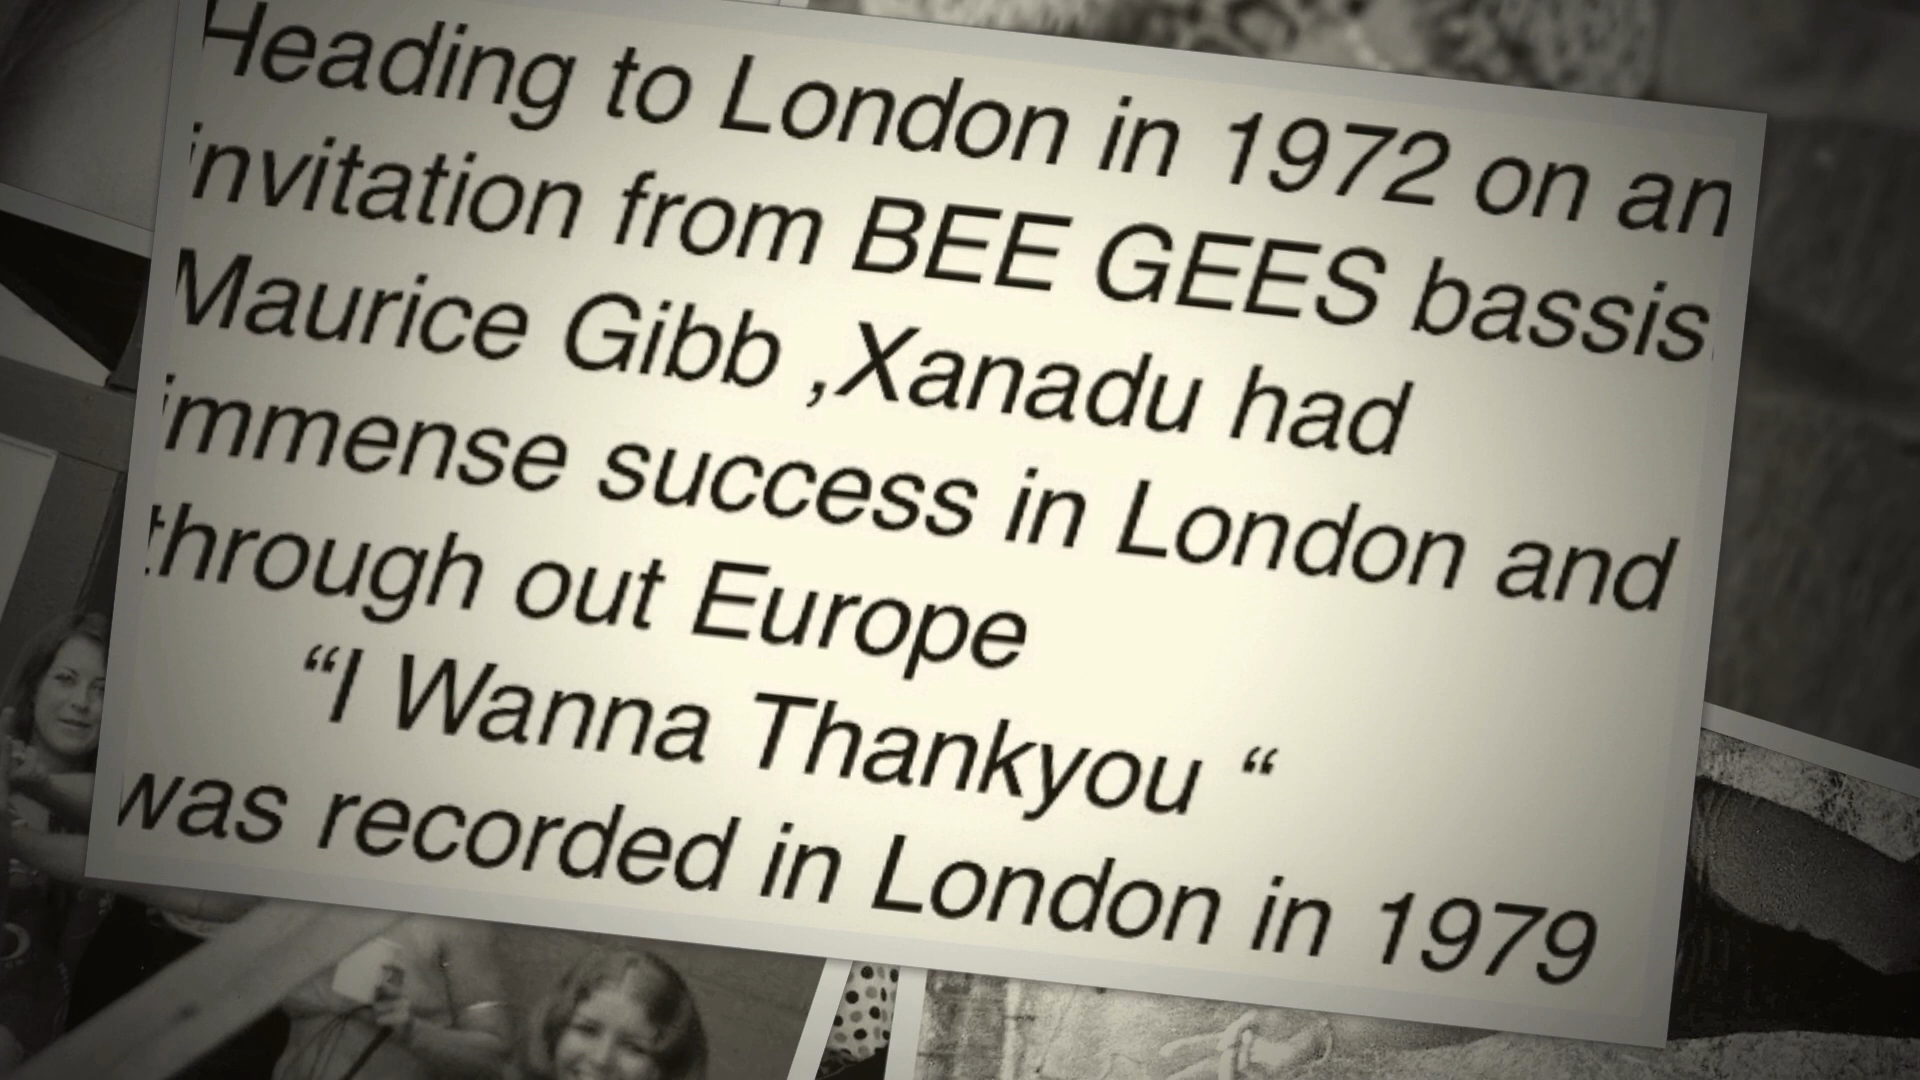 Heading to London in 1972 on an
invitation from BEE GEES bassis
Maurice Gibb ,Xanadu had
immense success in London and
through out Europe
“I Wanna Thankyou “
was recorded in London in 1979